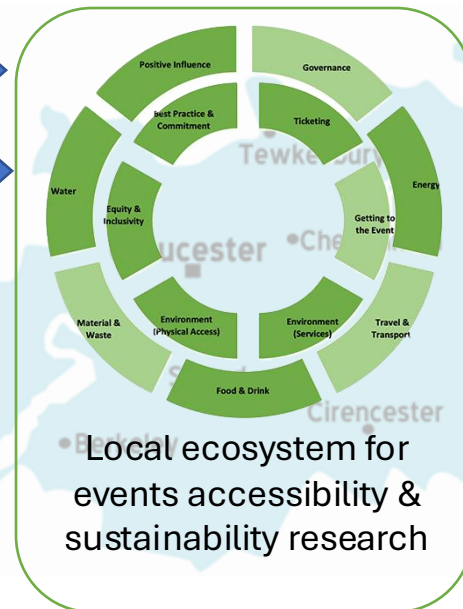 Positive Influence
Governance
Best Practice &
Commitment
Ticketing
Tewkesbury
Water
Energy
Equity &
Inclusivity
Getting to
the Event
ucester
Che
Environment
(Physical Access)
Environment
(Services)
Material &
Waste
Travel &
Transport
Food & Drink
Cirencester
Berkeley
Local ecosystem for
events accessibility &
sustainability research